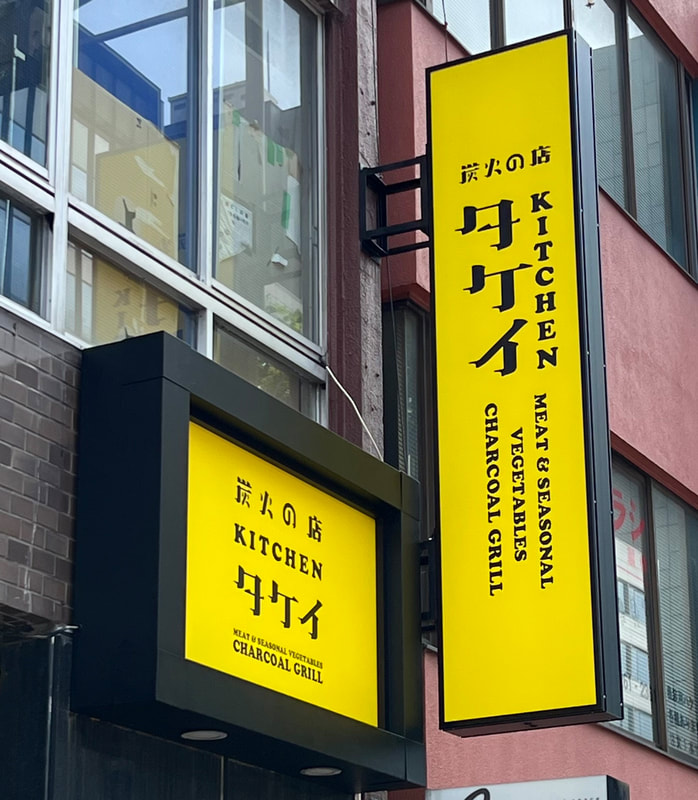 炭火の店
KITCHEN
タケイ
MEAT & SEASONAL VEGETABLES
CHARCOAL GRILL
炭火の店
KITCHEN
タケイ
MEAT & SEASONAL
VEGETABLES
CHARCOAL GRILL